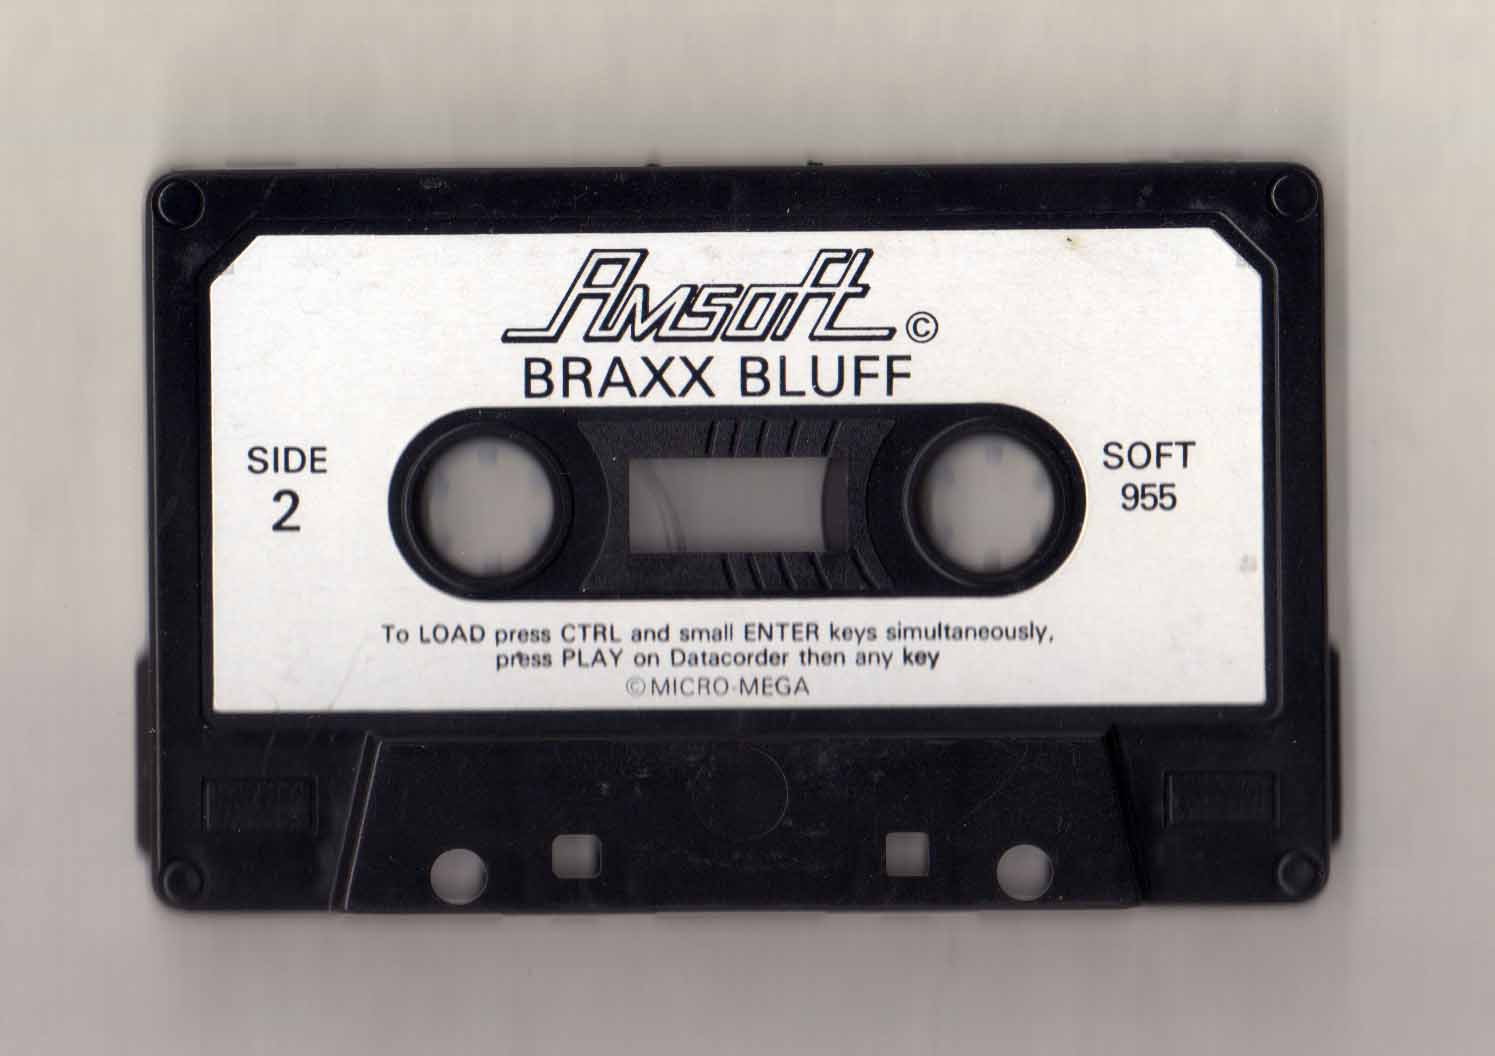 Amsoft ©
BRAXX BLUFF
SIDE
2
SOFT
955
To LOAD press CTRL and small ENTER keys simultaneously,
press PLAY on Datacorder then any key
© MICRO-MEGA